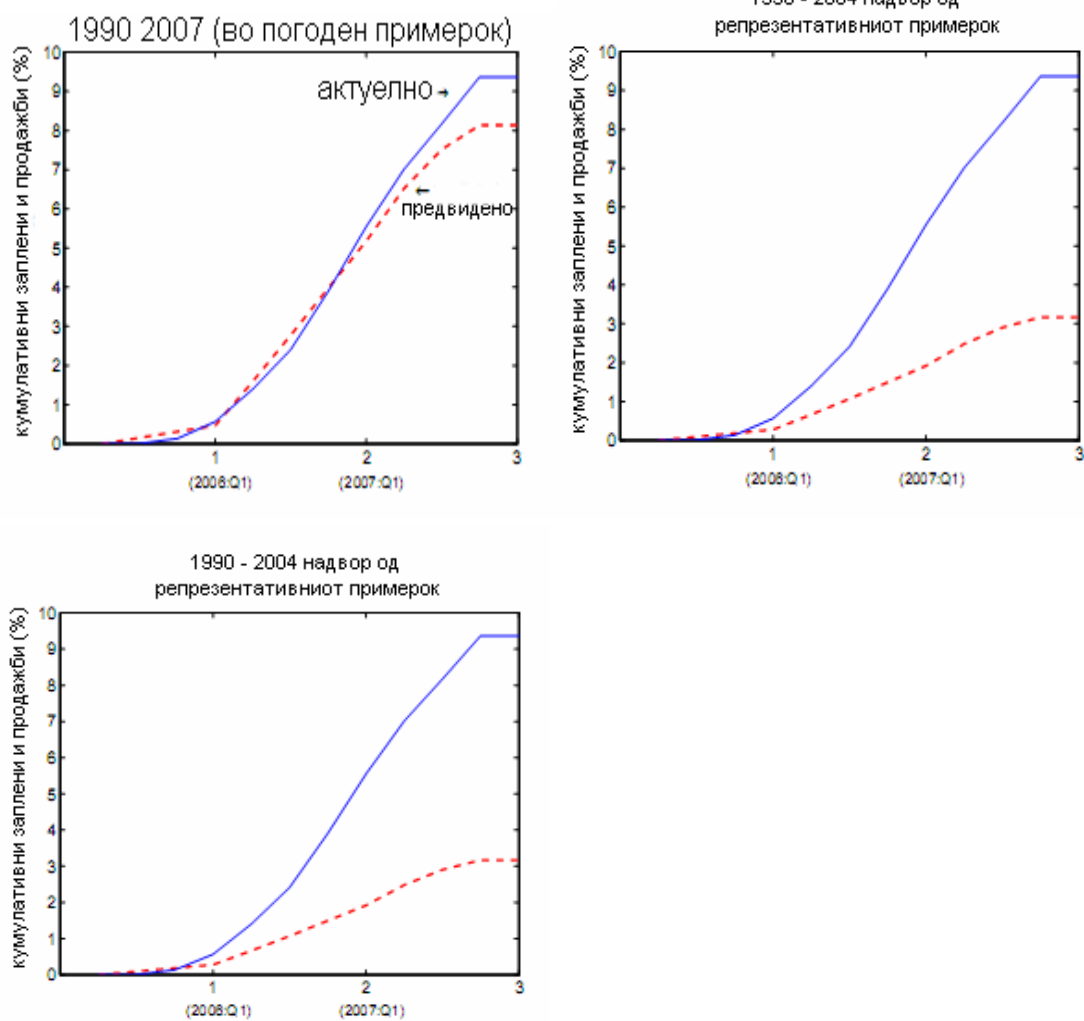 1990 2007 (во погоден примерок)
кумулативни заплени и продажби (%)
10
9
8
7
6
5
4
3
2
1
0
актуелно
предвидено
1
2
3
(2006:Q1)
(2007:Q1)
1990 - 2004 надвор од
репрезентативниот примерок
кумулативни заплени и продажби (%)
10
9
8
7
6
5
4
3
2
1
0
1
2
3
(2006:Q1)
(2007:Q1)
1990 - 2004 надвор од
репрезентативниот примерок
кумулативни заплени и продажби (%)
10
9
8
7
6
5
4
3
2
1
0
1
2
3
(2006:Q1)
(2007:Q1)